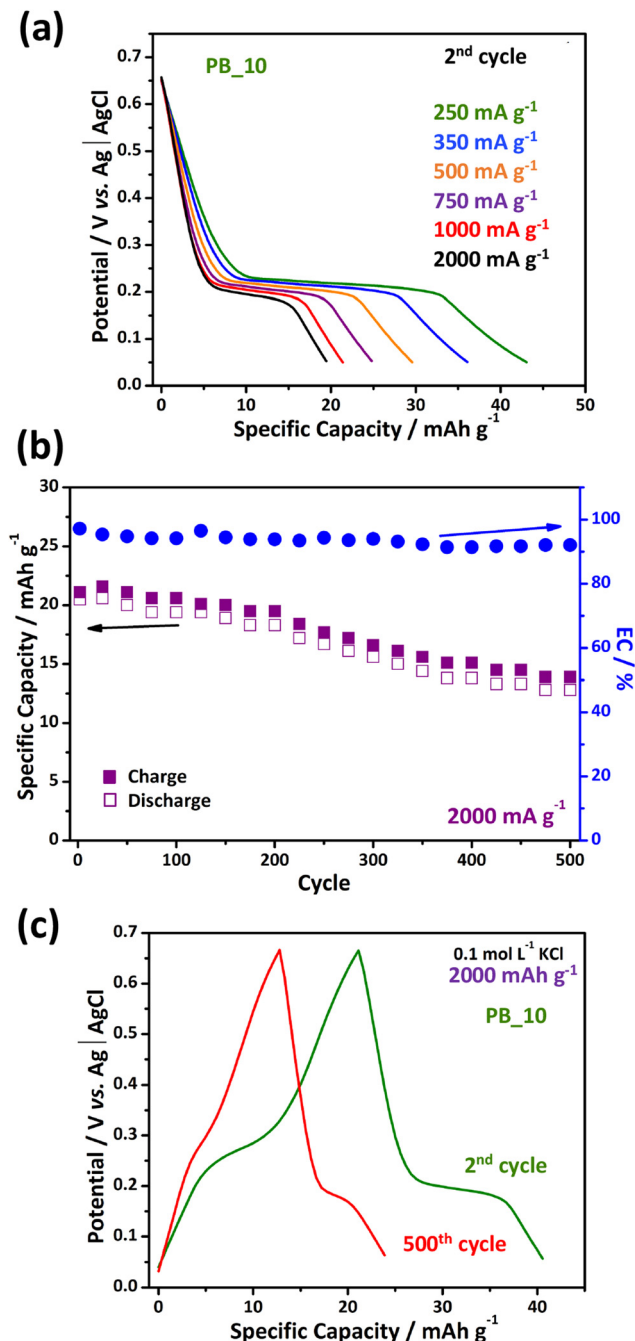 (a)
PB_10
2nd cycle
250 mA g-1
350 mA g-1
500 mA g-1
750 mA g-1
1000 mA g-1
2000 mA g-1
Potential / V vs. Ag | AgCl
0.7
0.6
0.5
0.4
0.3
0.2
0.1
0.0
0 10 20 30 40 50
Specific Capacity / mAh g-1
(b)
Specific Capacity / mAh g-1
30
25
20
15
10
5
0
EC / %
100
80
60
40
20
0
Charge
Discharge
2000 mA g-1
0 100 200 300 400 500
Cycle
(c)
0.1 mol L-1 KCl
2000 mAh g-1
PB_10
2nd cycle
500th cycle
Potential / V vs. Ag | AgCl
0.7
0.6
0.5
0.4
0.3
0.2
0.1
0.0
0 10 20 30 40
Specific Capacity / mAh g-1